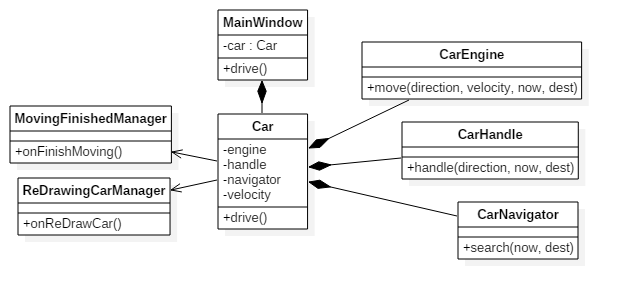 MainWindow
-car : Car
+drive()
CarEngine
+move(direction, velocity, now, dest)
MovingFinishedManager
+onFinishMoving()
Car
-engine
-handle
-navigator
-velocity
+drive()
CarHandle
+handle(direction, now, dest)
ReDrawingCarManager
+onReDrawCar()
CarNavigator
+search(now, dest)